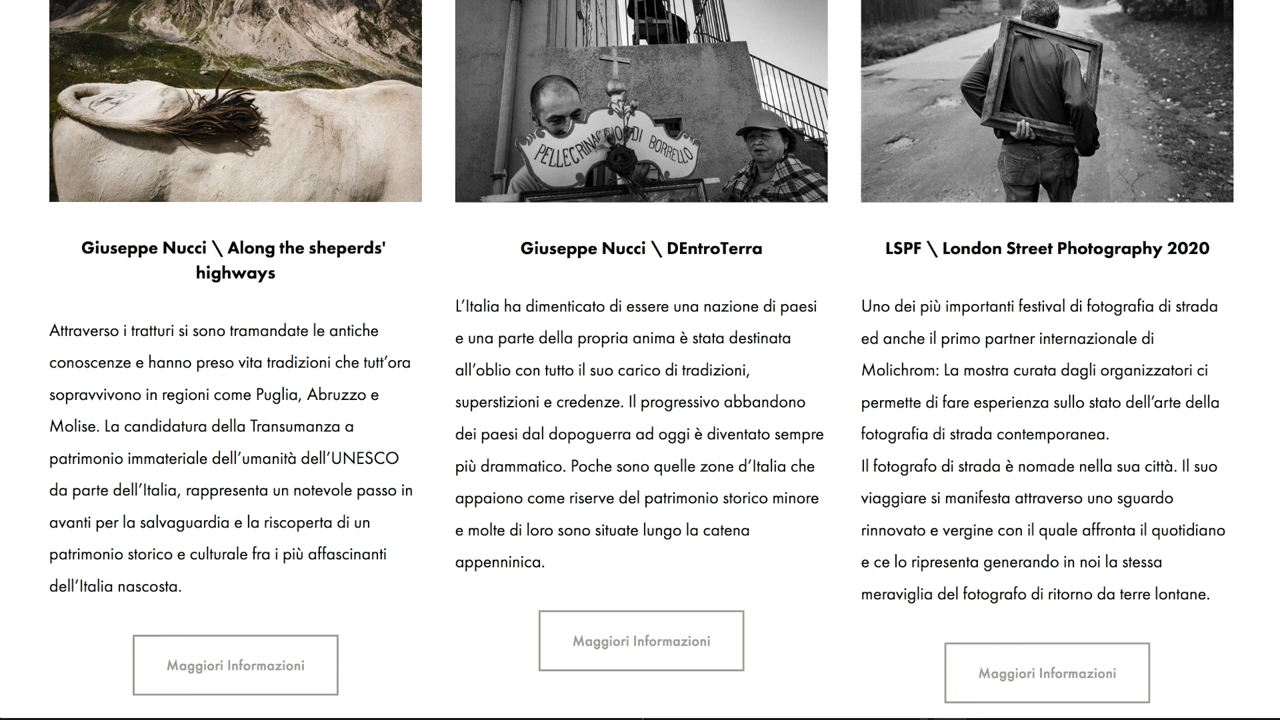 PELLEGRINAGGIO DI BORRELLO
Giuseppe Nucci \ Along the sheperds'
highways
Attraverso i tratturi si sono tramandate le antiche
conoscenze e hanno preso vita tradizioni che tutt’ora
sopravvivono in regioni come Puglia, Abruzzo e
Molise. La candidatura della Transumanza a
patrimonio immateriale dell’umanità dell’UNESCO
da parte dell’Italia, rappresenta un notevole passo in
avanti per la salvaguardia e la riscoperta di un
patrimonio storico e culturale fra i più affascinanti
dell’Italia nascosta.
Maggiori Informazioni
Giuseppe Nucci \ DEntroTerra
L’Italia ha dimenticato di essere una nazione di paesi
e una parte della propria anima è stata destinata
all’oblio con tutto il suo carico di tradizioni,
superstizioni e credenze. Il progressivo abbandono
dei paesi dal dopoguerra ad oggi è diventato sempre
più drammatico. Poche sono quelle zone d’Italia che
appaiono come riserve del patrimonio storico minore
e molte di loro sono situate lungo la catena
appenninica.
Maggiori Informazioni
LSPF \ London Street Photography 2020
Uno dei più importanti festival di fotografia di strada
ed anche il primo partner internazionale di
Molichrom: La mostra curata dagli organizzatori ci
permette di fare esperienza sullo stato dell’arte della
fotografia di strada contemporanea.
Il fotografo di strada è nomade nella sua città. Il suo
viaggiare si manifesta attraverso uno sguardo
rinnovato e vergine con il quale affronta il quotidiano
e ce lo ripresenta generando in noi la stessa
meraviglia del fotografo di ritorno da terre lontane.
Maggiori Informazioni